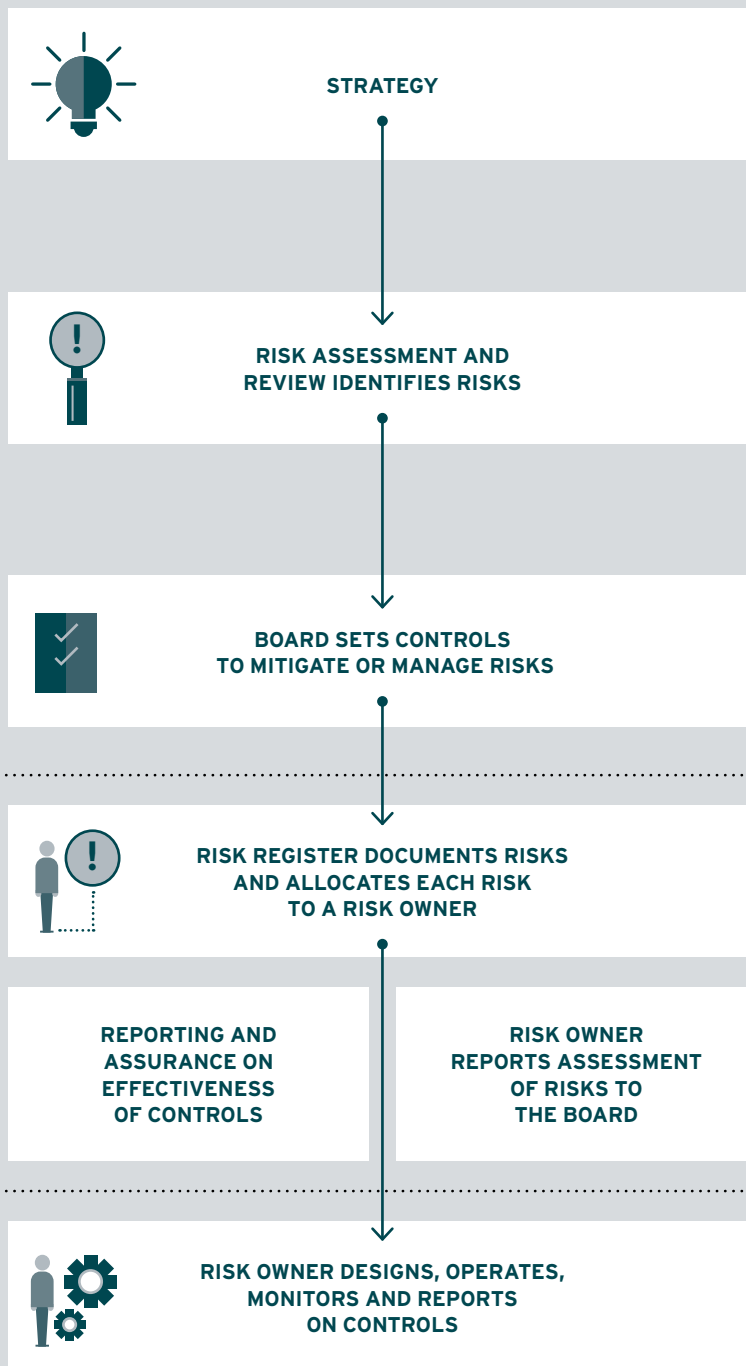 STRATEGY
RISK ASSESSMENT AND
REVIEW IDENTIFIES RISKS
BOARD SETS CONTROLS
TO MITIGATE OR MANAGE RISKS
RISK REGISTER DOCUMENTS RISKS
AND ALLOCATES EACH RISK
TO A RISK OWNER
REPORTING AND
ASSURANCE ON
EFFECTIVENESS
OF CONTROLS
RISK OWNER
REPORTS ASSESSMENT
OF RISKS TO
THE BOARD
RISK OWNER DESIGNS, OPERATES,
MONITORS AND REPORTS
ON CONTROLS